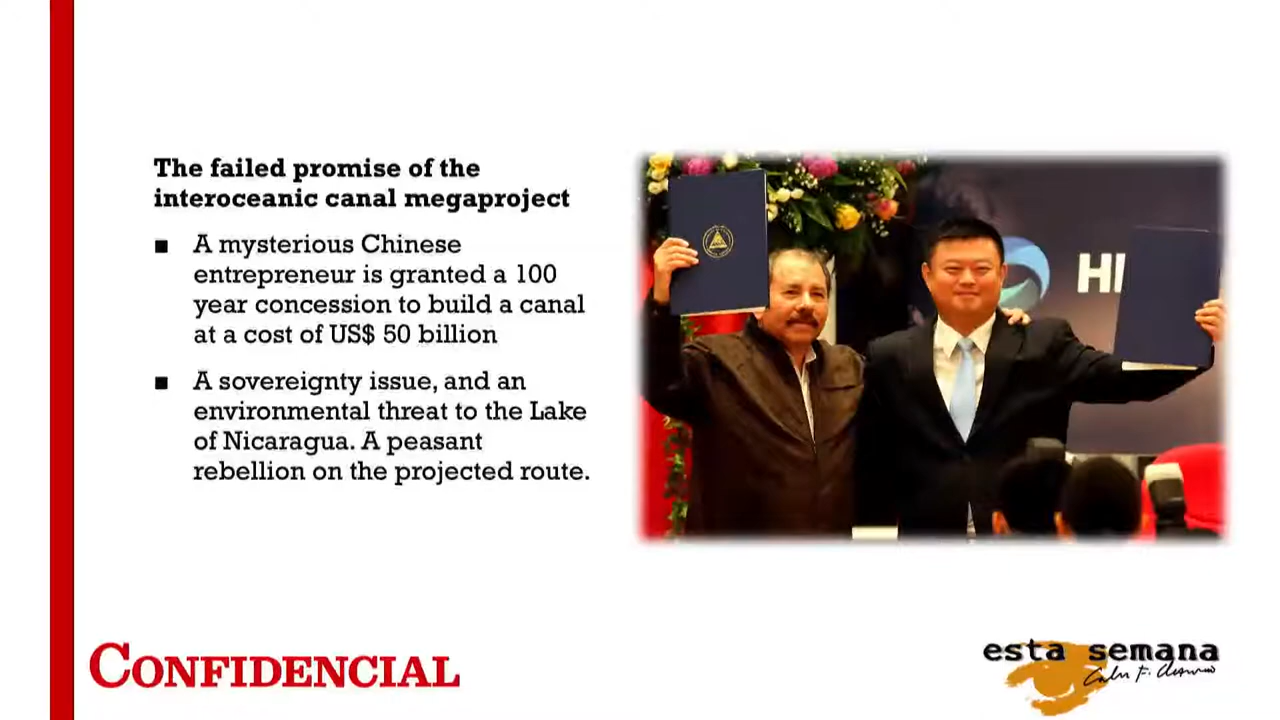 The failed promise of the
interoceanic canal megaproject
■ A mysterious Chinese
entrepreneur is granted a 100
year concession to build a canal
at a cost of US$ 50 billion
■ A sovereignty issue, and an
environmental threat to the Lake
of Nicaragua. A peasant
rebellion on the projected route.
CONFIDENCIAL
esta semana